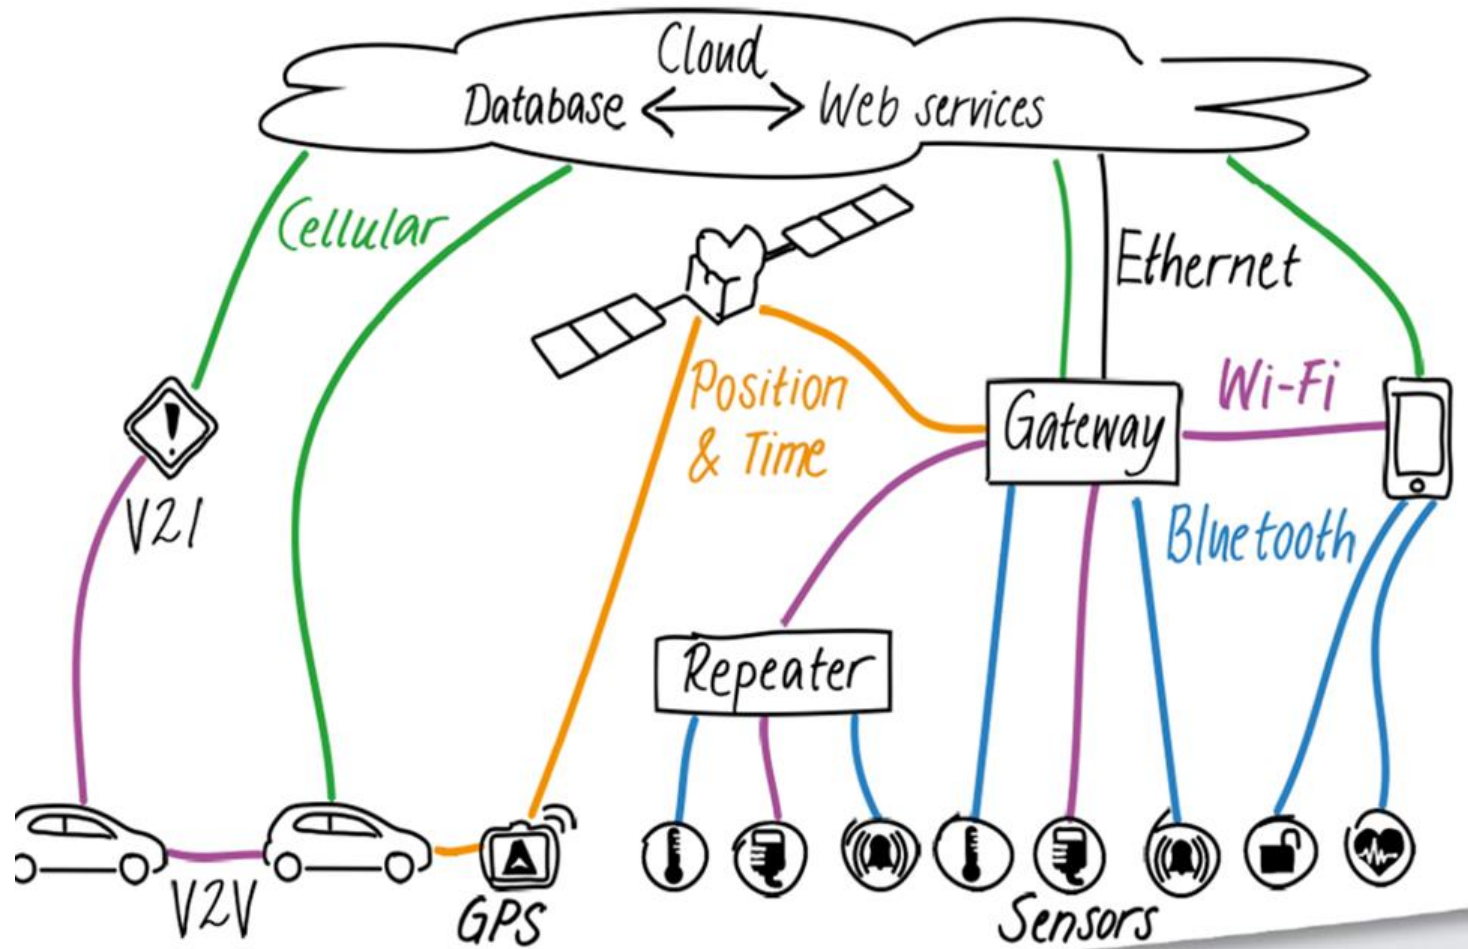 Cloud
Database Web services
Cellular
Ethernet
Position
& Time
Wi-Fi
Gateway
V2I
Bluetooth
Repeater
V2V
GPS
Sensors